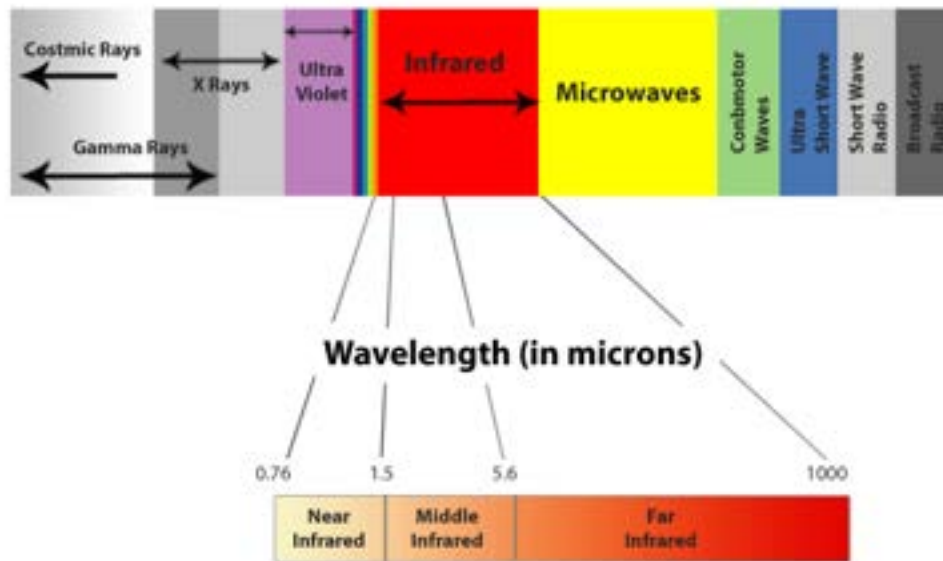 Costmic Rays
X Rays
Gamma Rays
Ultra
Violet
Infrared
Microwaves
Conbmotor
Waves
Ultra
Short Wave
Short Wave
Radio
Broadcast
Radio
Wavelength (in microns)
0.76
1.5
5.6
1000
Near
Infrared
Middle
Infrared
Far
Infrared